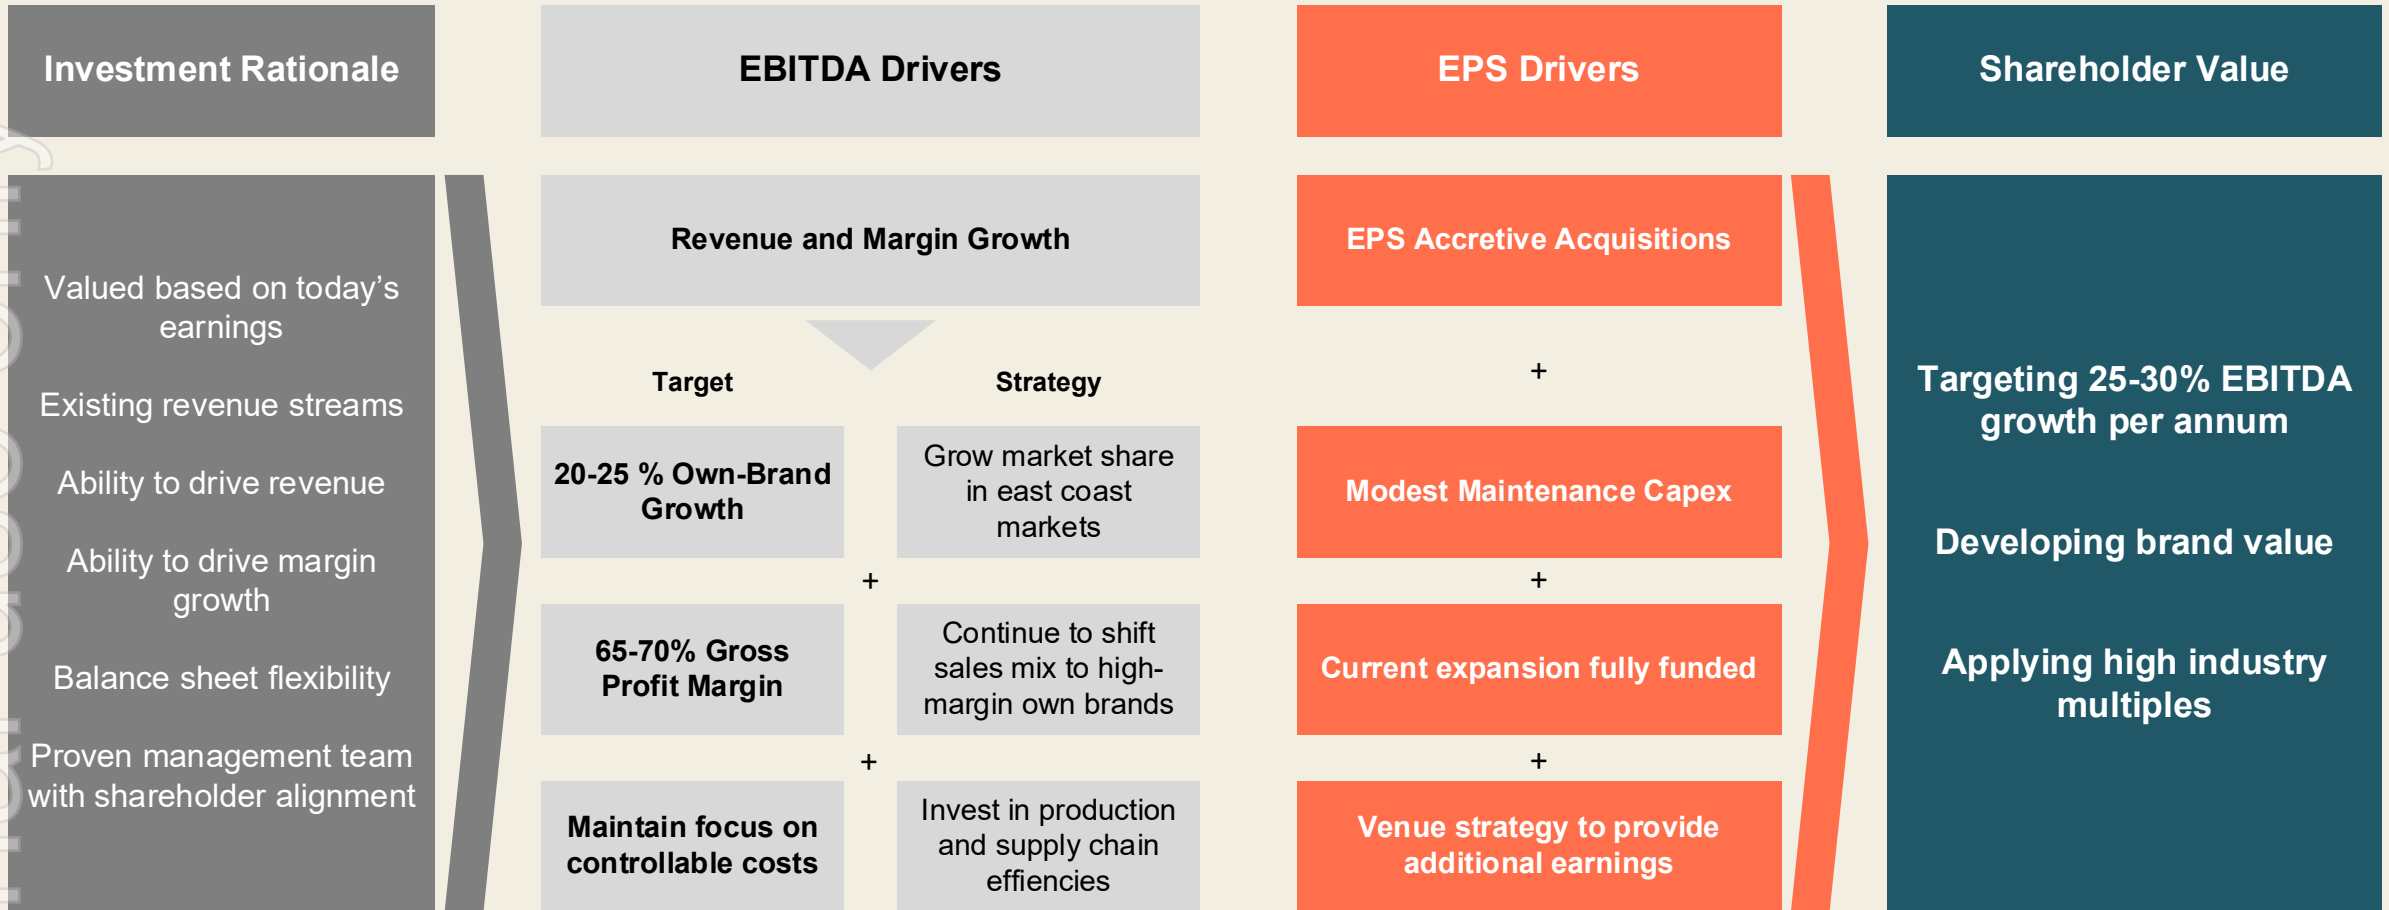 Investment Rationale
EBITDA Drivers
EPS Drivers
Shareholder Value
Valued based on today’s
earnings
Existing revenue streams
Ability to drive revenue
Ability to drive margin
growth
Balance sheet flexibility
Proven management team
with shareholder alignment
Revenue and Margin Growth
Target
Strategy
20-25 % Own-Brand
Growth
Grow market share
in east coast
markets
+
65-70% Gross
Profit Margin
Continue to shift
sales mix to high-
margin own brands
+
Maintain focus on
controllable costs
Invest in production
and supply chain
effiencies
EPS Accretive Acquisitions
+
Modest Maintenance Capex
+
Current expansion fully funded
+
Venue strategy to provide
additional earnings
Targeting 25-30% EBITDA
growth per annum
Developing brand value
Applying high industry
multiples